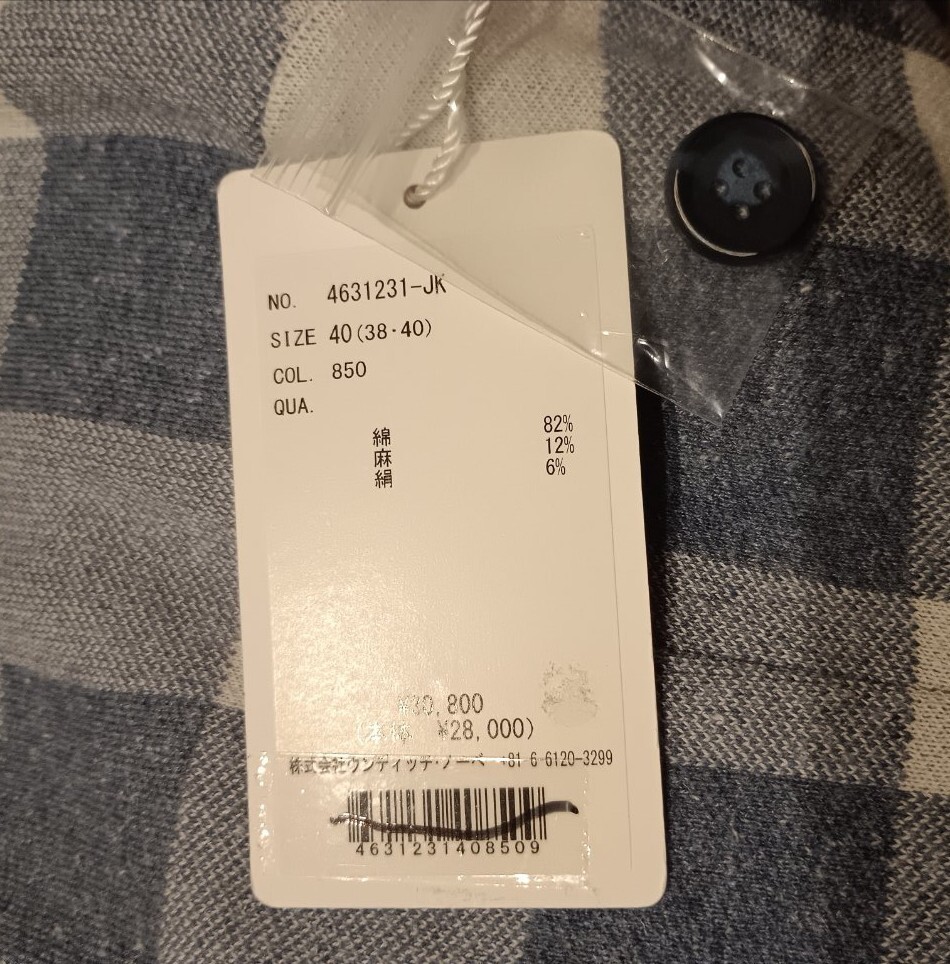 NO. 4631231-JK
SIZE 40(38・40)
COL. 850
QUA.
綿 82%
麻 12%
絹 6%
¥30,800
(本体 ¥28,000)
株式会社ウンディッチ・ノーベ +81 6 6120-3299
4631231408509